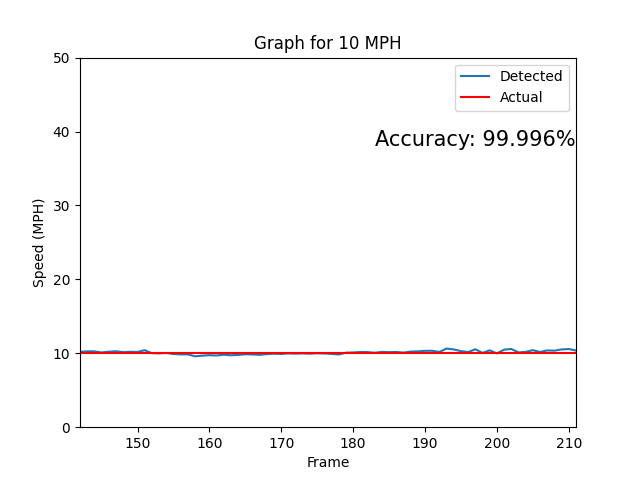 Graph for 10 MPH
50
Detected
Actual
Accuracy: 99.996%
40
30
Speed (MPH)
20
10
0
150 160 170 180 190 200 210
Frame